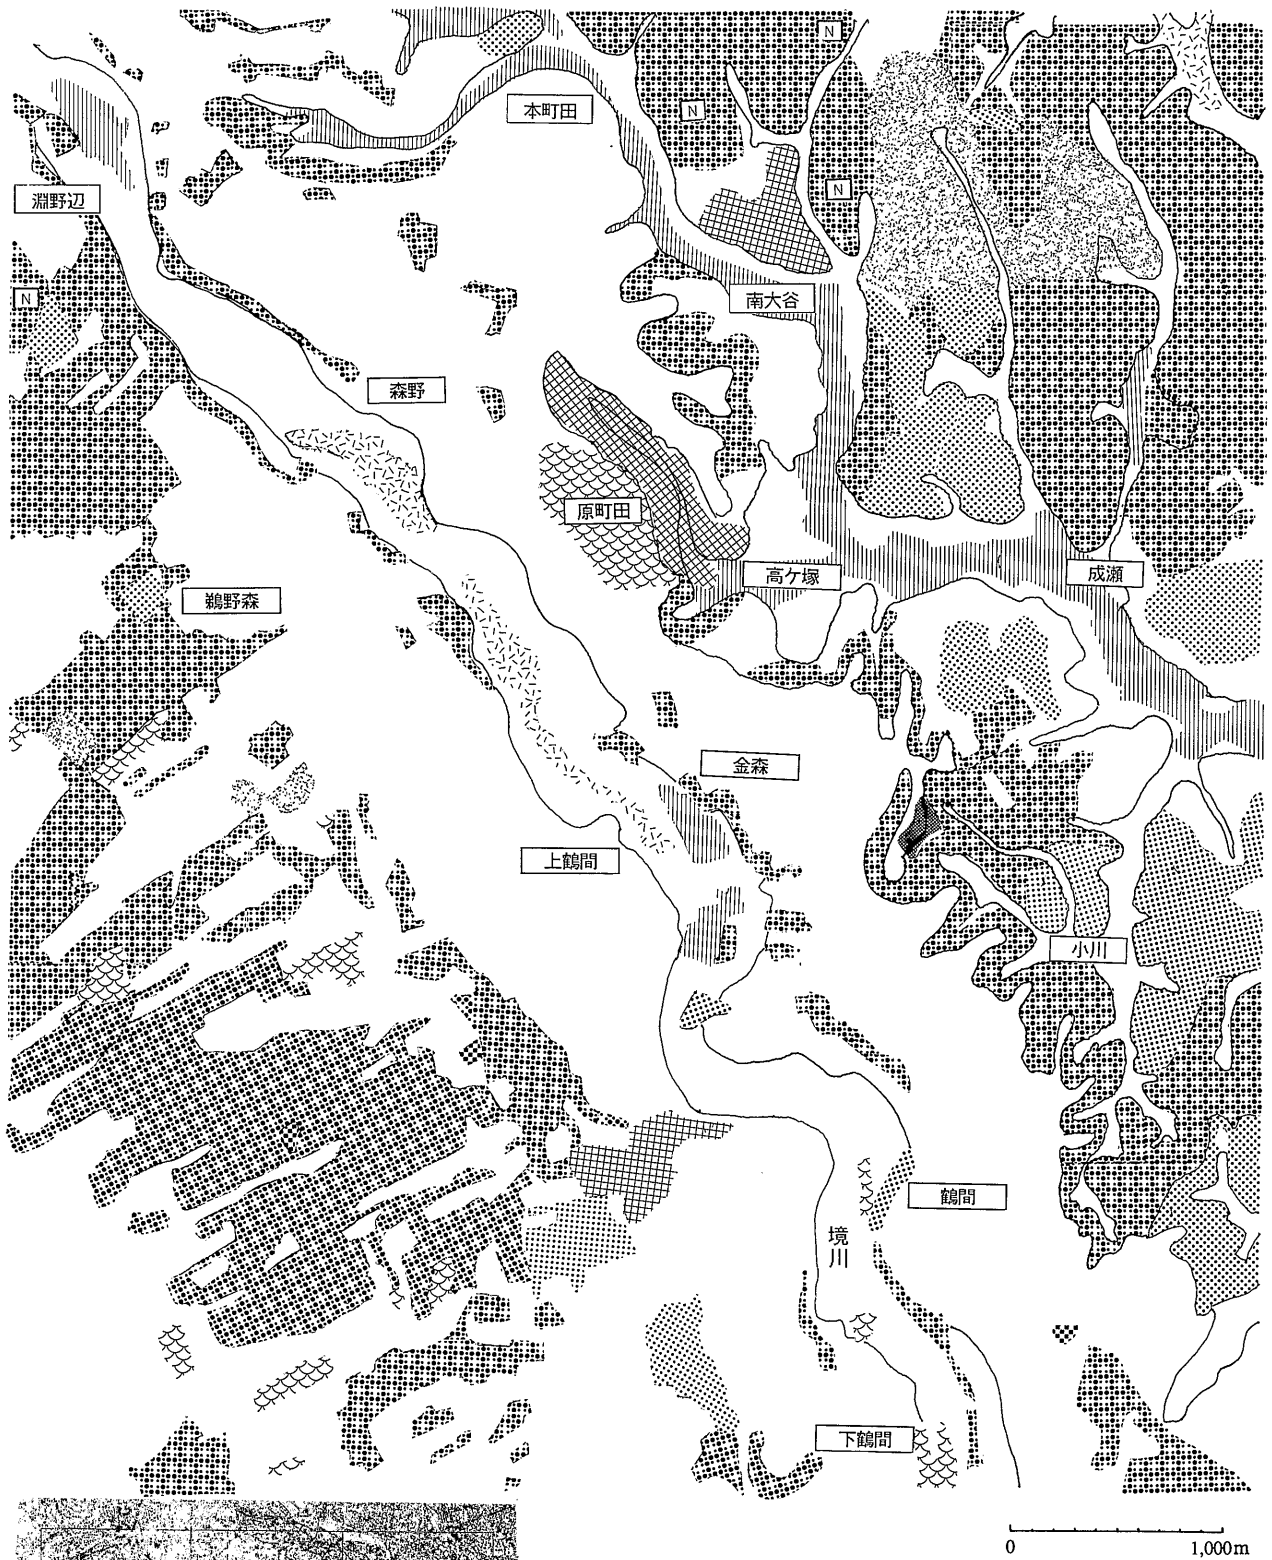 N
本町田
N
N
淵野辺
南大谷
N
森野
原町田
高ケ塚
成瀬
鵜野森
金森
上鶴間
小川
鶴間
境川
下鶴間
0 1,000m